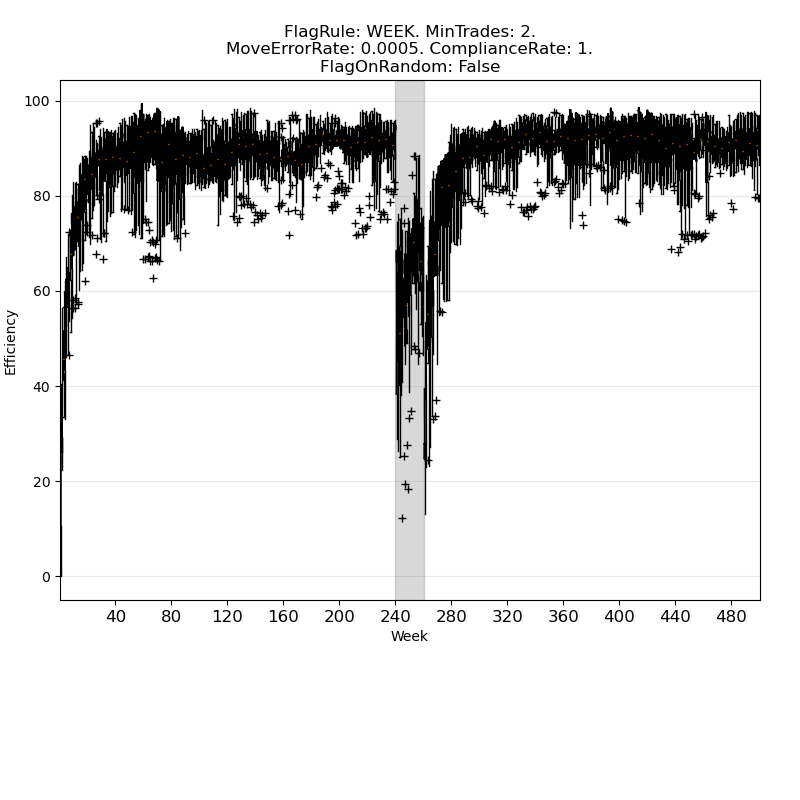 FlagRule: WEEK. MinTrades: 2.
MoveErrorRate: 0.0005. ComplianceRate: 1.
FlagOnRandom: False
100
80
60
40
20
0
Efficiency
40 80 120 160 200 240 280 320 360 400 440 480
Week